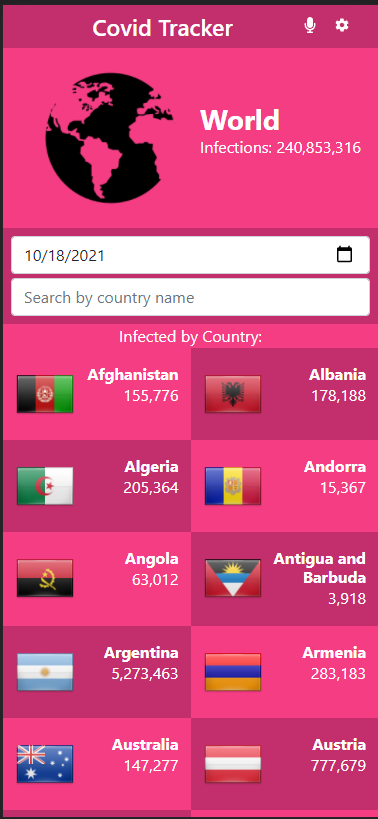 Covid Tracker
World
Infections: 240,853,316
10/18/2021
Search by country name
Infected by Country:
Afghanistan
155,776
Albania
178,188
Algeria
205,364
Andorra
15,367
Angola
63,012
Antigua and
Barbuda
3,918
Argentina
5,273,463
Armenia
283,183
Australia
147,277
Austria
777,679